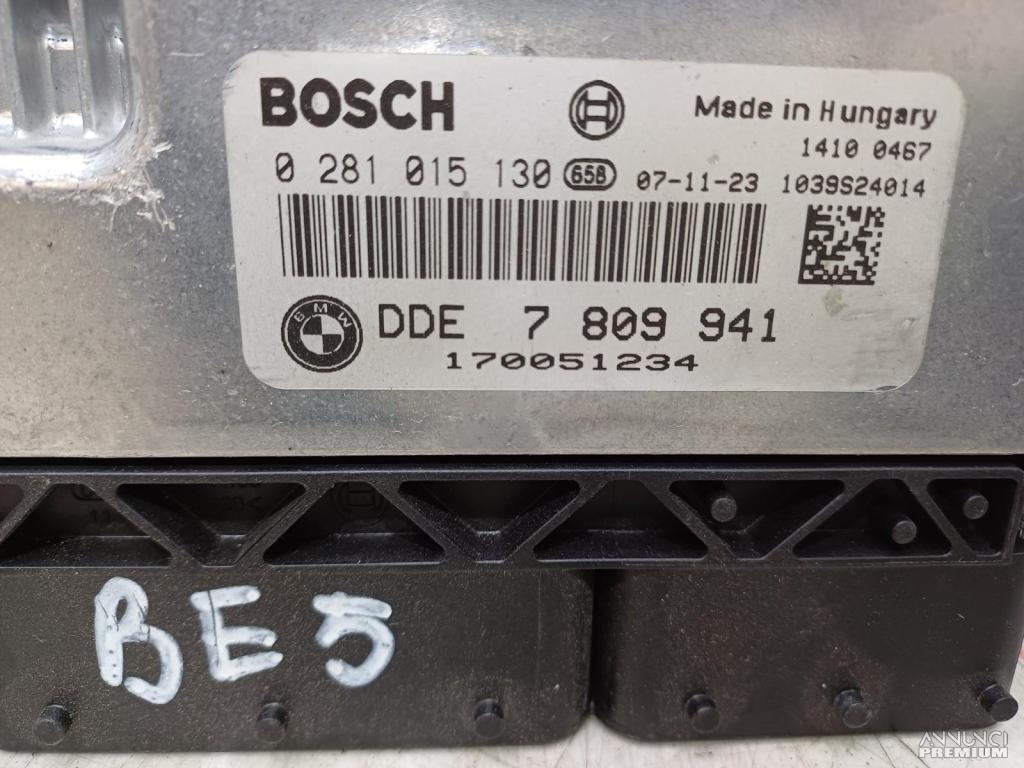 BOSCH
Made in Hungary
1410 0467
0 281 015 130 658 07-11-23 1039S24014
BMW DDE 7 809 941
170051234
BE5
ANNUNCI
PREMIUM